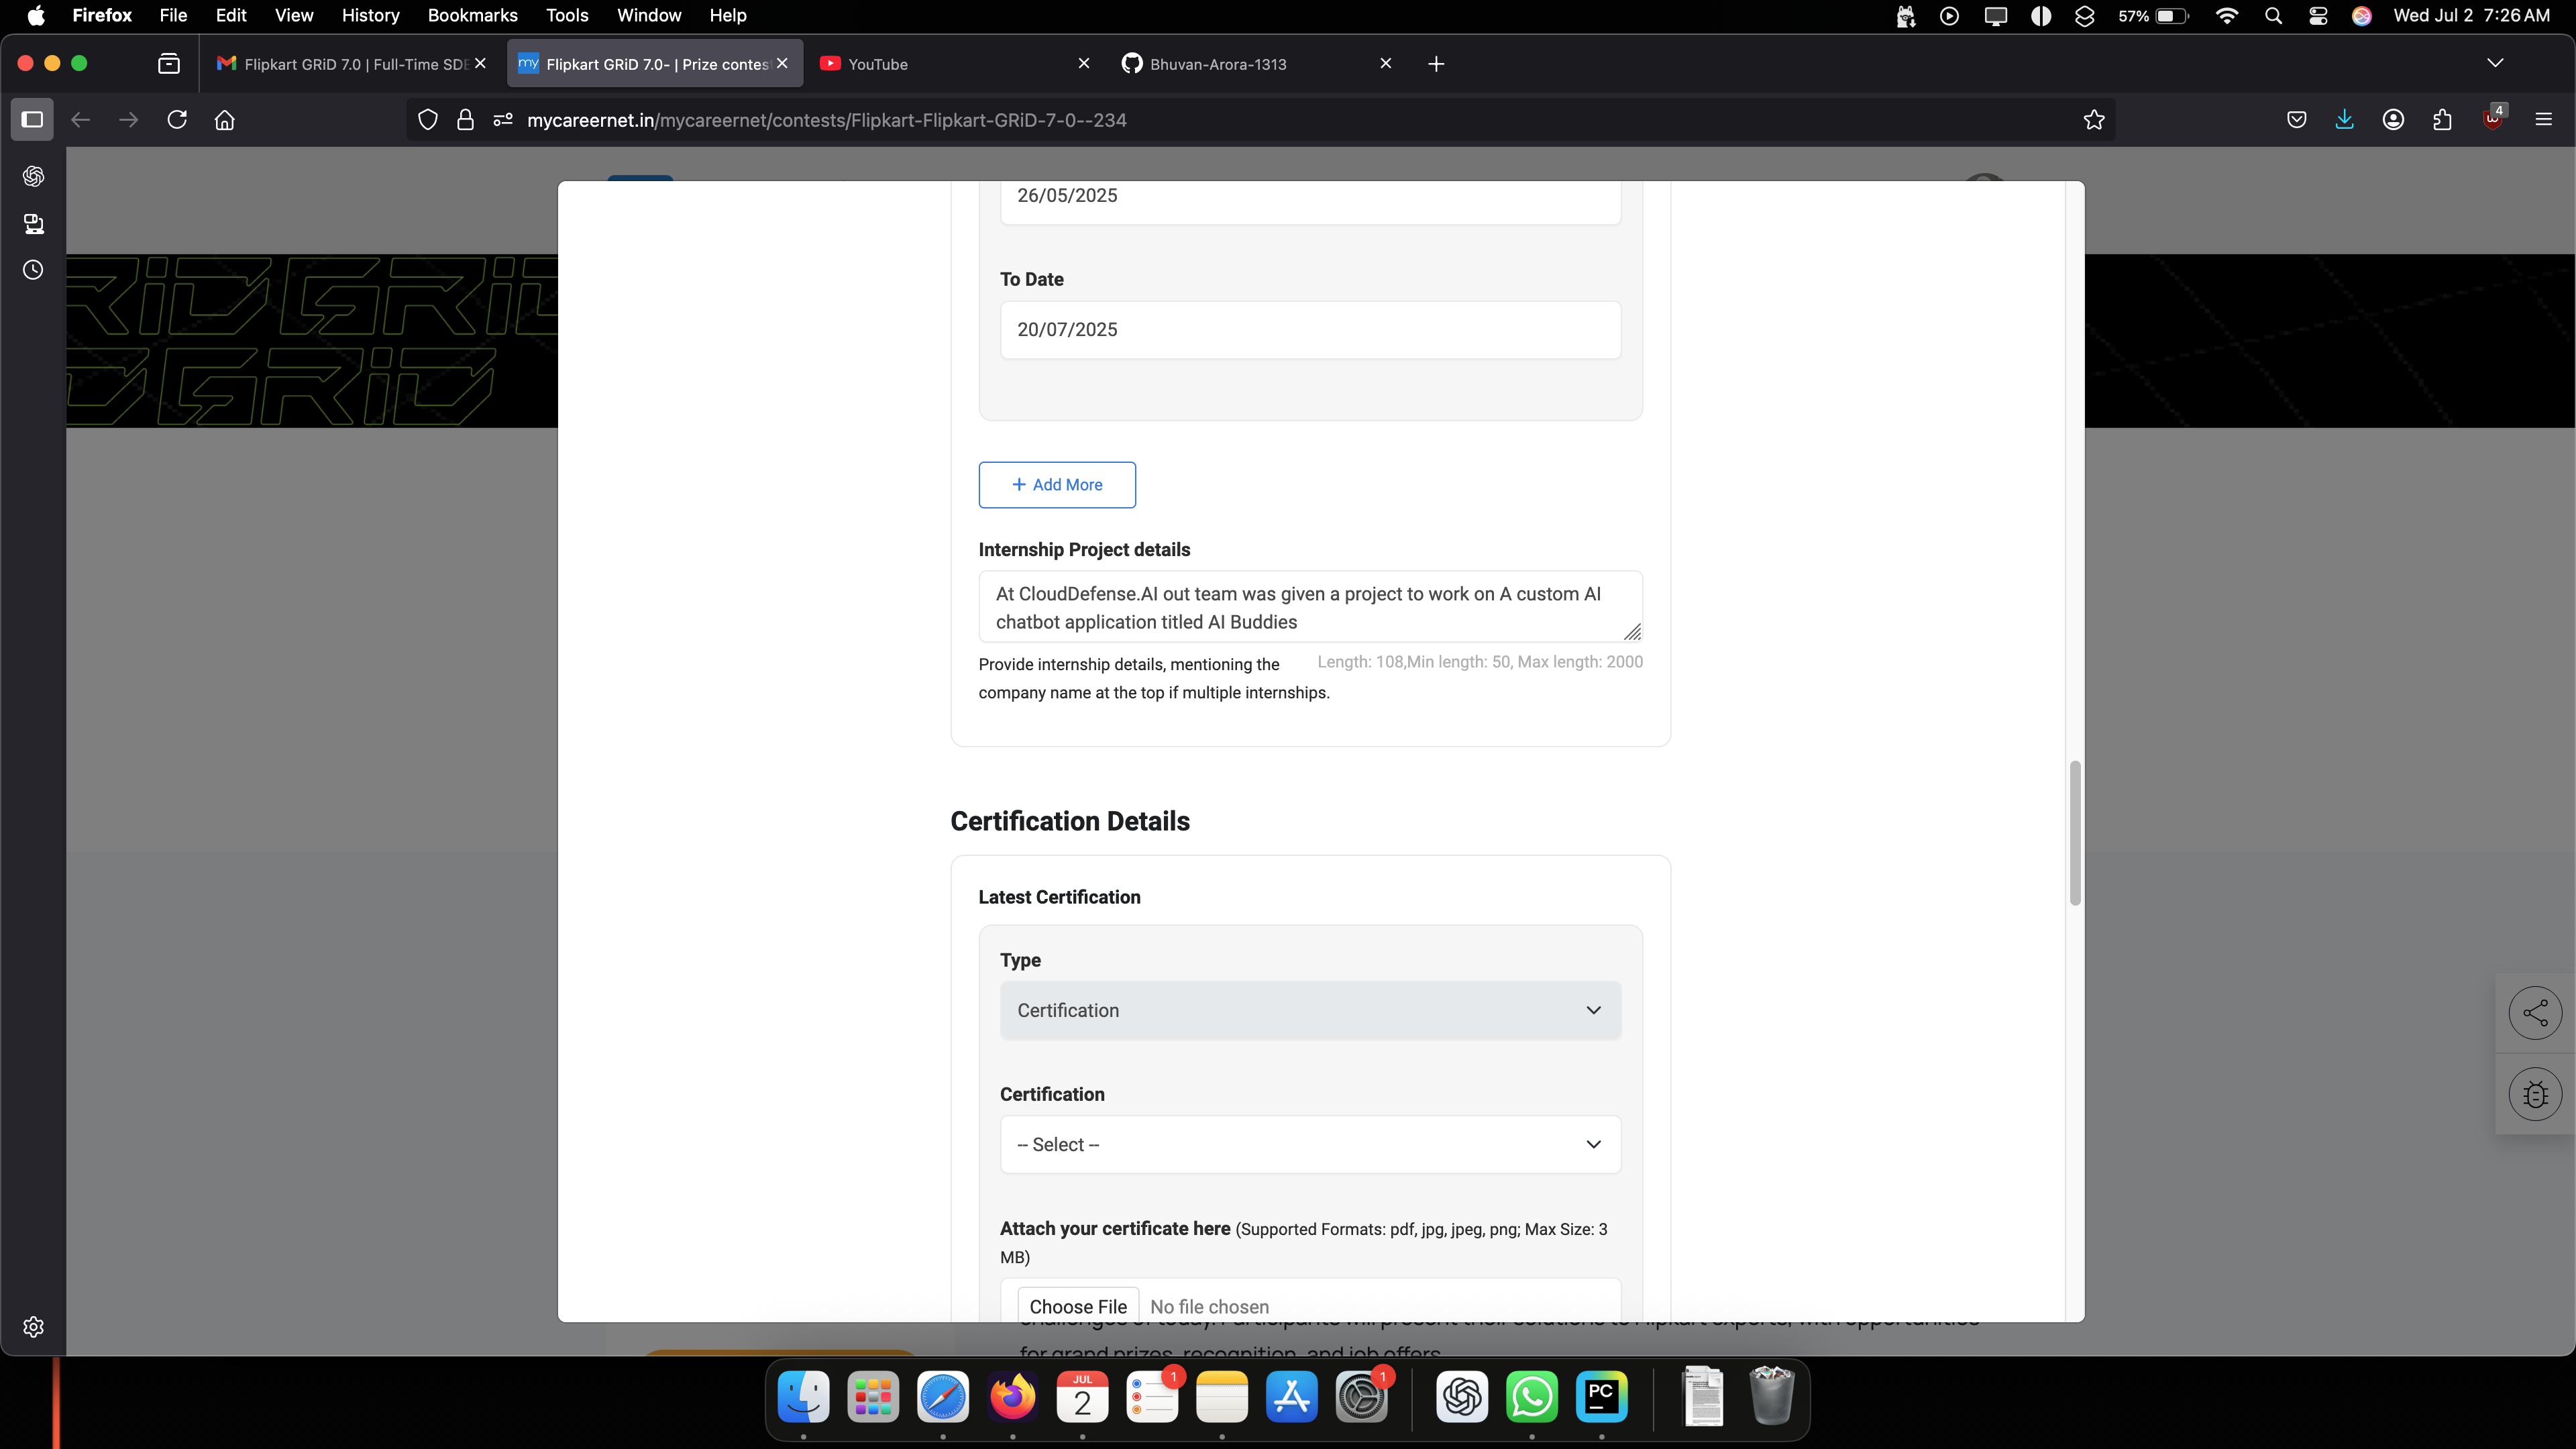 Firefox File Edit View History Bookmarks Tools Window Help 57% Wed Jul 2 7:26 AM
Flipkart GRiD 7.0 | Full-Time SDE
my Flipkart GRiD 7.0- | Prize contest
YouTube
Bhuvan-Arora-1313
mycareernet.in/mycareernet/contests/Flipkart-Flipkart-GRiD-7-0--234
4
RiD GRiD
DGRiD
26/05/2025
To Date
20/07/2025
+ Add More
Internship Project details
At CloudDefense.AI out team was given a project to work on A custom AI
chatbot application titled AI Buddies
Provide internship details, mentioning the
Length: 108,Min length: 50, Max length: 2000
company name at the top if multiple internships.
Certification Details
Latest Certification
Type
Certification
Certification
-- Select --
Attach your certificate here (Supported Formats: pdf, jpg, jpeg, png; Max Size: 3
MB)
Choose File No file chosen
for grand prizes, recognition, and job offers
JUL
2
1
1
PC